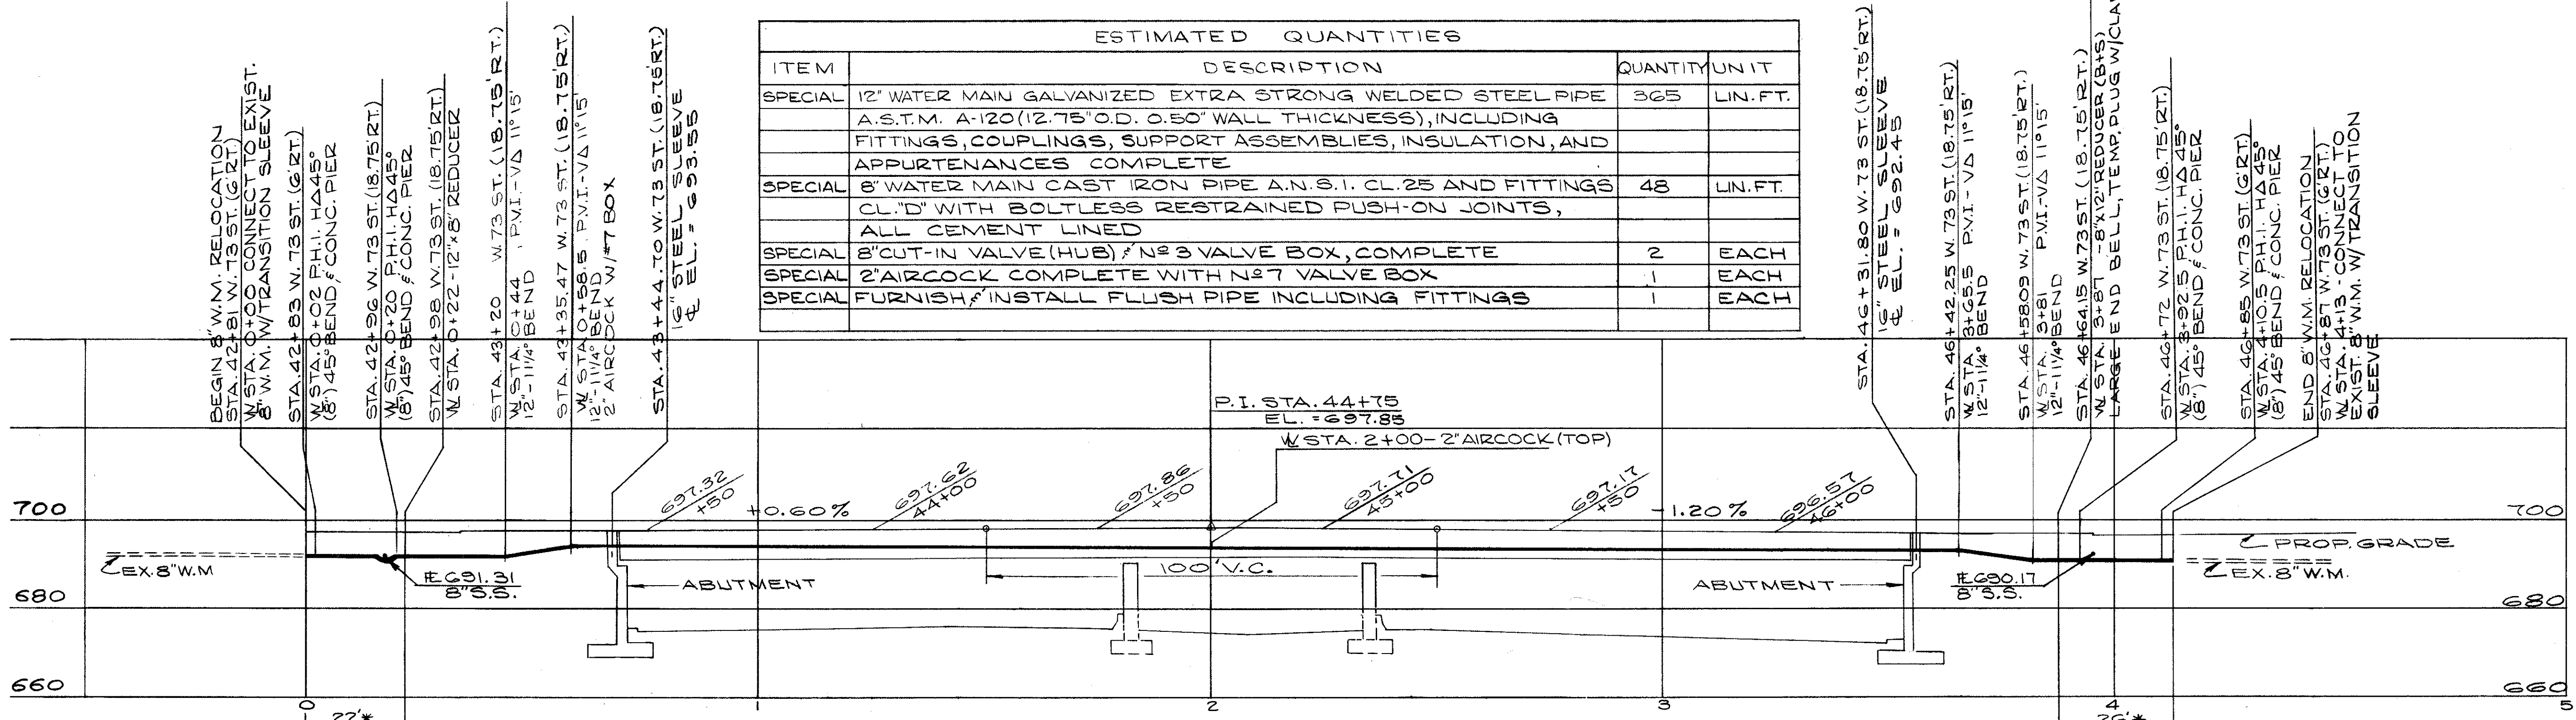 ESTIMATED QUANTITIES
ITEM DESCRIPTION QUANTITY UNIT
SPECIAL 12" WATER MAIN GALVANIZED EXTRA STRONG WELDED STEEL PIPE 365 LIN.FT.
A.S.T.M. A-120 (12.75" O.D. 0.50" WALL THICKNESS), INCLUDING
FITTINGS, COUPLINGS, SUPPORT ASSEMBLIES, INSULATION, AND
APPURTENANCES COMPLETE
SPECIAL 8" WATER MAIN CAST IRON PIPE A.N.S.I. CL.25 AND FITTINGS 48 LIN.FT.
CL."D" WITH BOLTLESS RESTRAINED PUSH-ON JOINTS,
ALL CEMENT LINED
SPECIAL 8" CUT-IN VALVE (HUB) & Nº 3 VALVE BOX, COMPLETE 2 EACH
SPECIAL 2" AIRCOCK COMPLETE WITH Nº 7 VALVE BOX 1 EACH
SPECIAL FURNISH & INSTALL FLUSH PIPE INCLUDING FITTINGS 1 EACH
BEGIN 8" W.M. RELOCATION
STA. 42+81 W. 73 ST. (6' RT.)
W STA. 0+00 CONNECT TO EXIST.
8" W.M. W/TRANSITION SLEEVE
STA. 42+83 W. 73 ST. (6' RT.)
W STA. 0+02 P.H.I. HΔ45°
(8") 45° BEND & CONC. PIER
STA. 42+96 W. 73 ST. (18.75' RT.)
W STA. 0+20 P.H.I. HΔ45°
(8") 45° BEND & CONC. PIER
STA. 42+98 W. 73 ST. (18.75' RT.)
W STA. 0+22-12"x8" REDUCER
STA. 43+20 W. 73 ST. (18.75' RT.)
W STA. 0+44 , P.V.I.-VΔ 11°15'
12"-11¼° BEND
STA. 43+35.47 W. 73 ST. (18.75' RT.)
W STA. 0+58.5 P.V.I.-VΔ 11°15'
12"-11¼° BEND
2" AIRCOCK W/#7 BOX
STA. 43+44.70 W. 73 ST. (18.75' RT.)
16" STEEL SLEEVE
℄ EL. = 693.55
STA. 46+31.80 W. 73 ST. (18.75' RT.)
16" STEEL SLEEVE
℄ EL. = 692.45
STA. 46+42.25 W. 73 ST. (18.75' RT.)
W STA. 3+65.5 P.V.I.-VΔ 11°15'
12"-11¼° BEND
STA. 46+58.09 W. 73 ST. (18.75' RT.)
W STA. 3+81 P.V.I.-VΔ 11°15'
12"-11¼° BEND
STA. 46+64.15 W. 73 ST. (18.75' RT.)
W STA. 3+87 -8"x12" REDUCER (B+S)
LARGE END BELL, TEMP. PLUG
STA. 46+72 W. 73 ST. (18.75' RT.)
W STA. 3+92.5 P.H.I. HΔ45°
(8") 45° BEND & CONC. PIER
STA. 46+85 W. 73 ST. (6' RT.)
W STA. 4+10.5 P.H.I. HΔ45°
(8") 45° BEND & CONC. PIER
END 8" W.M. RELOCATION
STA. 46+87 W. 73 ST. (6' RT.)
W STA. 4+13 - CONNECT TO
EXIST. 8" W.M. W/TRANSITION
SLEEVE
P.I. STA. 44+75
EL. = 697.85
W STA. 2+00-2" AIRCOCK (TOP)
697.32
+50
+0.60%
697.62
44+00
697.86
+50
697.71
45+00
697.17
+50
-1.20%
696.57
46+00
700 700
PROP. GRADE
EX. 8" W.M
EX. 8" W.M.
℄ 691.31
8" S.S.
ABUTMENT
100' V.C.
ABUTMENT
℄ 690.17
8" S.S.
680 680
660 660
0 1 2 3 4 5
22'* 26'*